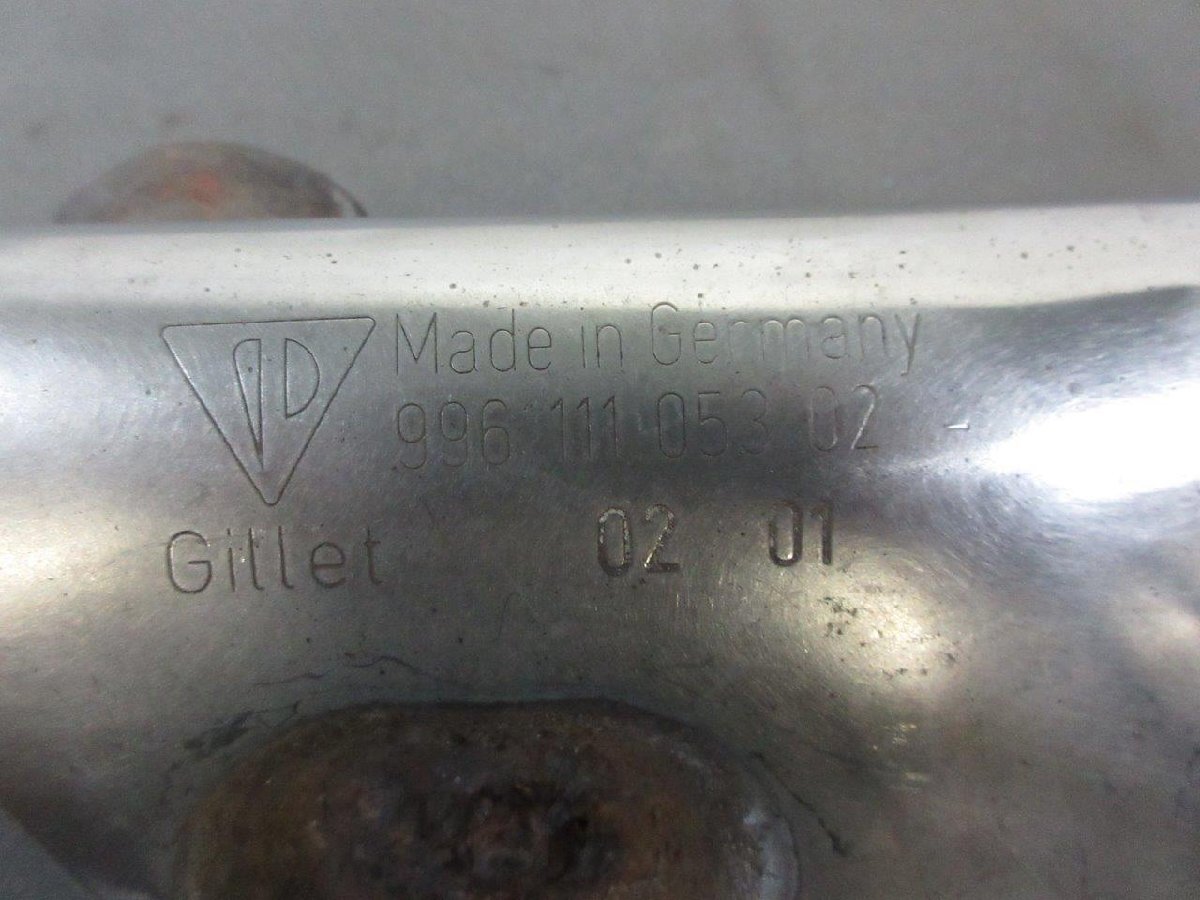 Made in Germany
996 111 053 02
Gillet 02 01